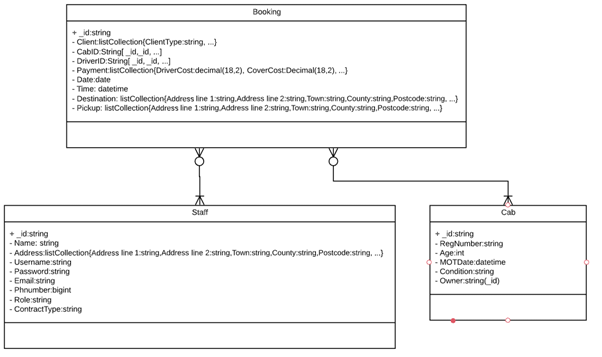 Booking
+ _id:string
- Client:listCollection{ClientType:string, ...}
- CabID:String[ _id,_id, ...]
- DriverID:String[ _id, _id, ...]
- Payment:listCollection{DriverCost:decimal(18,2), CoverCost:Decimal(18,2), ...}
- Date:date
- Time: datetime
- Destination: listCollection{Address line 1:string,Address line 2:string,Town:string,County:string,Postcode:string, ...}
- Pickup: listCollection{Address line 1:string,Address line 2:string,Town:string,County:string,Postcode:string, ...}
Staff
+ _id:string
- Name: string
- Address:listCollection{Address line 1:string,Address line 2:string,Town:string,County:string,Postcode:string, ...}
- Username:string
- Password:string
- Email:string
- Phnumber:bigint
- Role:string
- ContractType:string
Cab
+ _id:string
- RegNumber:string
- Age:int
- MOTDate:datetime
- Condition:string
- Owner:string(_id)